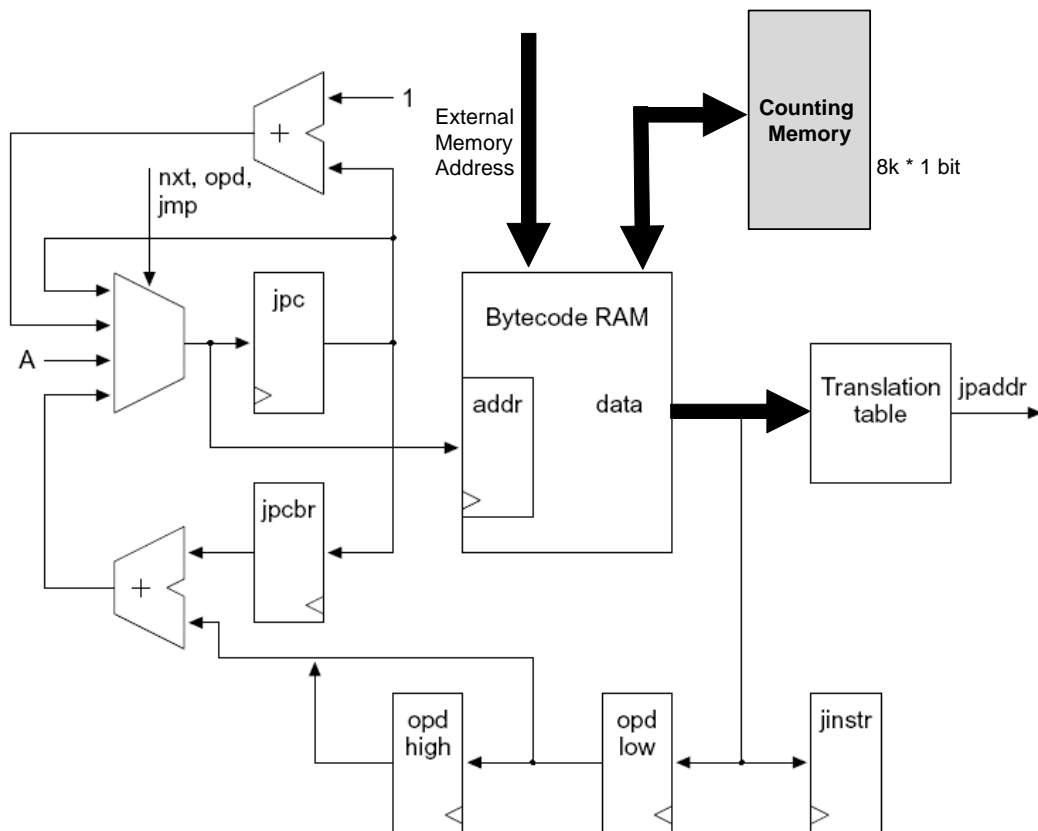 1
+
nxt, opd,
jmp
A
jpc
External
Memory
Address
Counting
Memory
8k * 1 bit
Bytecode RAM
addr
data
Translation
table
jpaddr
jpcbr
+
opd
high
opd
low
jinstr